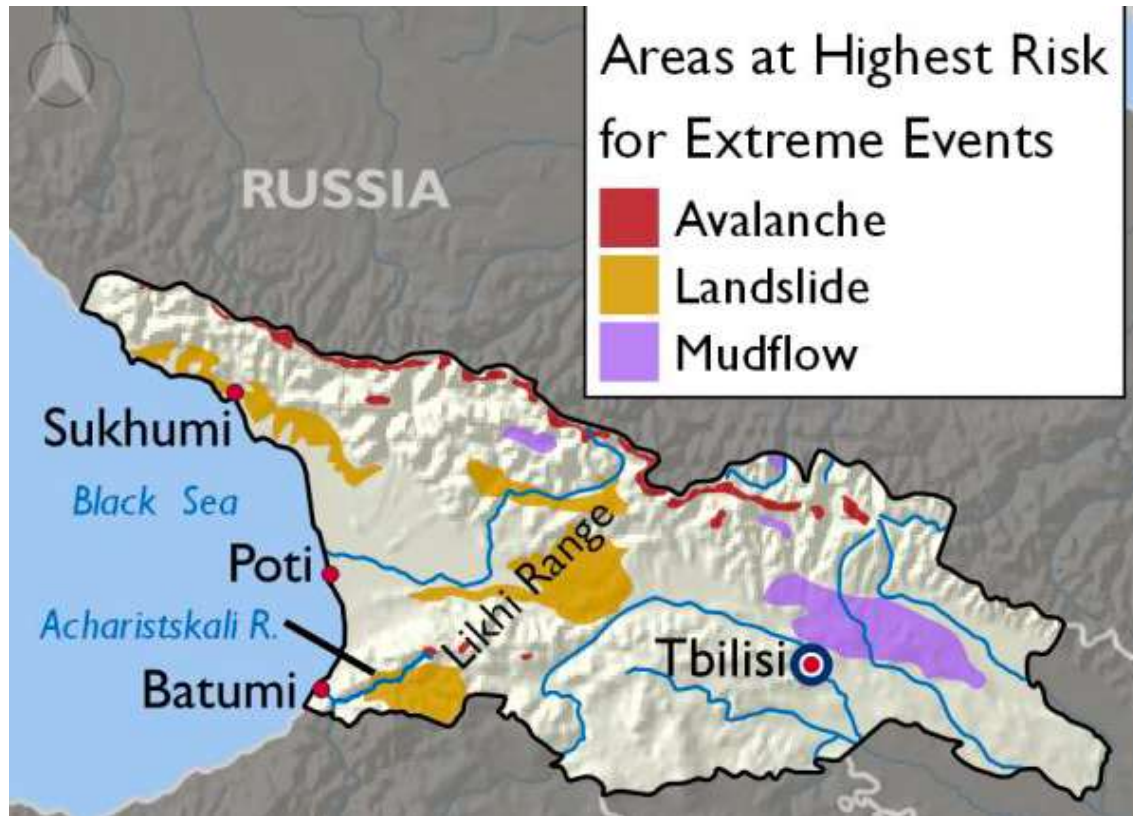 N
Areas at Highest Risk
for Extreme Events
Avalanche
Landslide
Mudflow
RUSSIA
Sukhumi
Black Sea
Poti
Acharistskali R.
Batumi
Likhi Range
Tbilisi